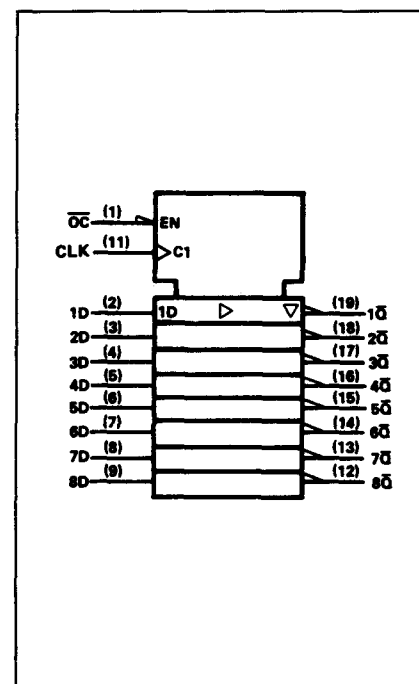 O̅C̅ (1) EN
CLK (11) C1
1D (2) 1D (19) 1Q̅
2D (3) (18) 2Q̅
3D (4) (17) 3Q̅
4D (5) (16) 4Q̅
5D (6) (15) 5Q̅
6D (7) (14) 6Q̅
7D (8) (13) 7Q̅
8D (9) (12) 8Q̅